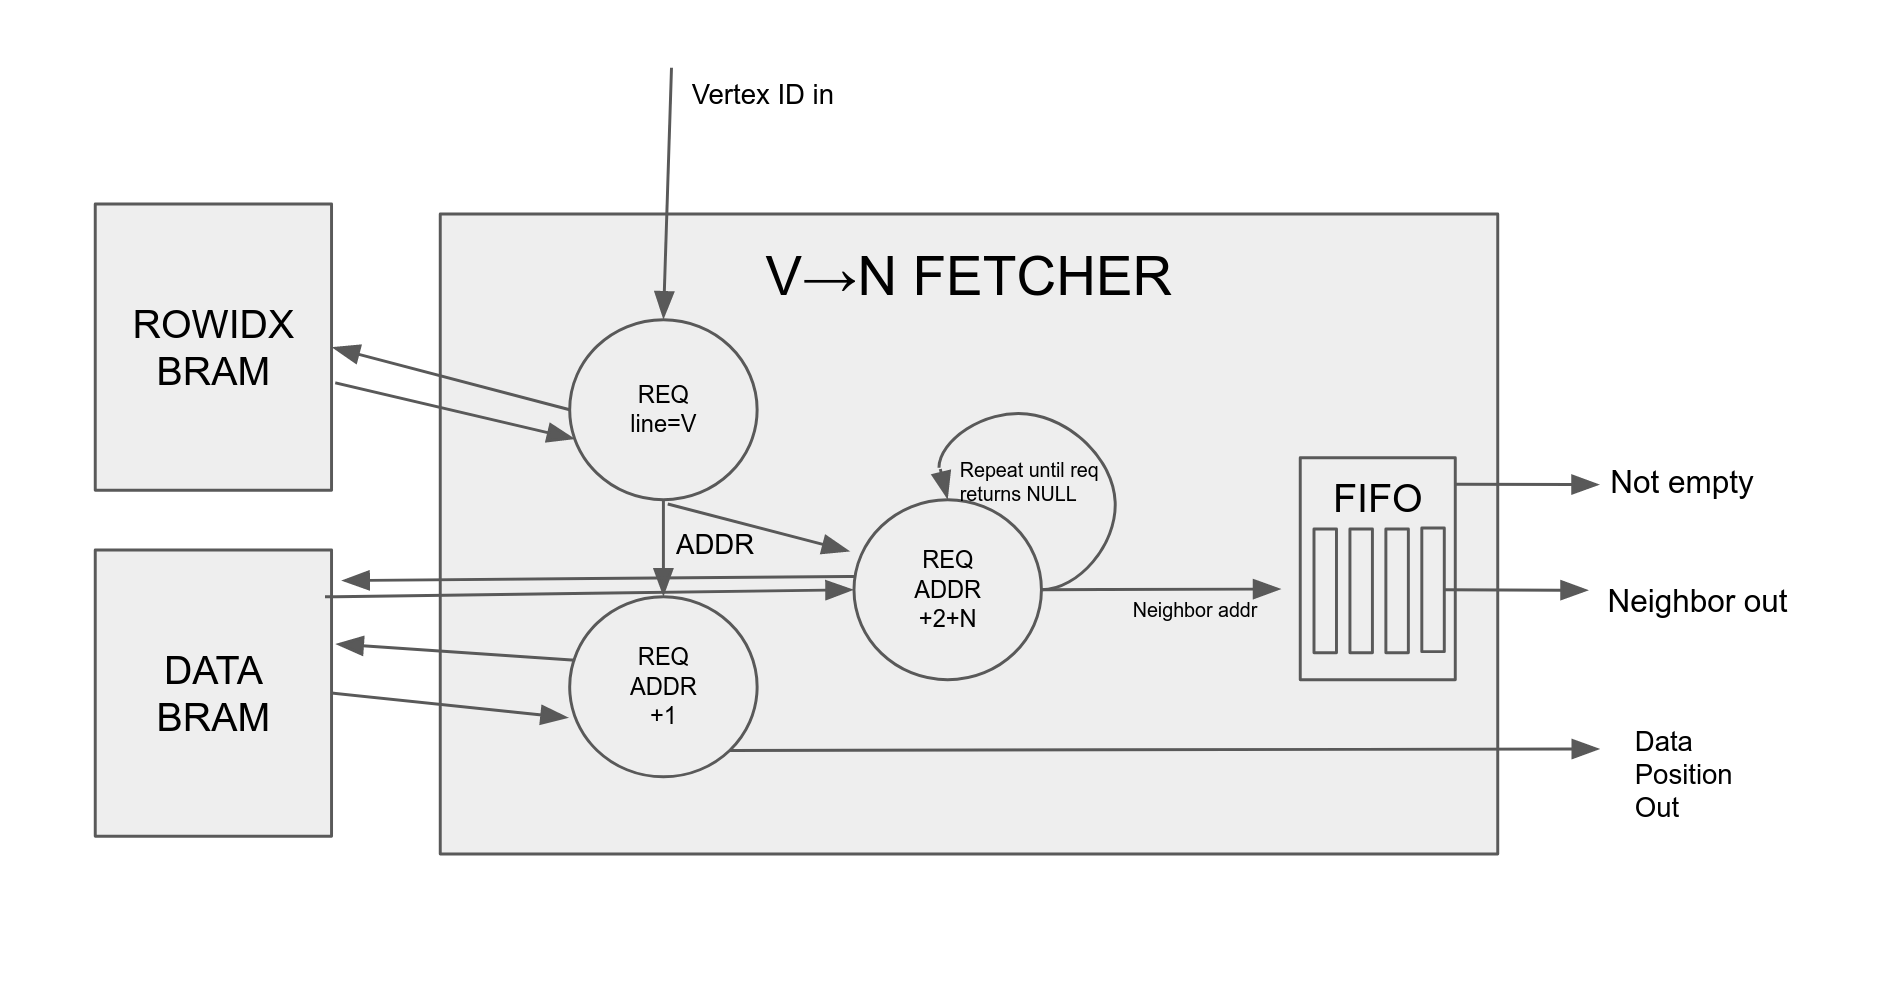 Vertex ID in
V→N FETCHER
ROWIDX
BRAM
REQ
line=V
Repeat until req
returns NULL
ADDR
REQ
ADDR
+2+N
Neighbor addr
FIFO
Not empty
Neighbor out
DATA
BRAM
REQ
ADDR
+1
Data
Position
Out